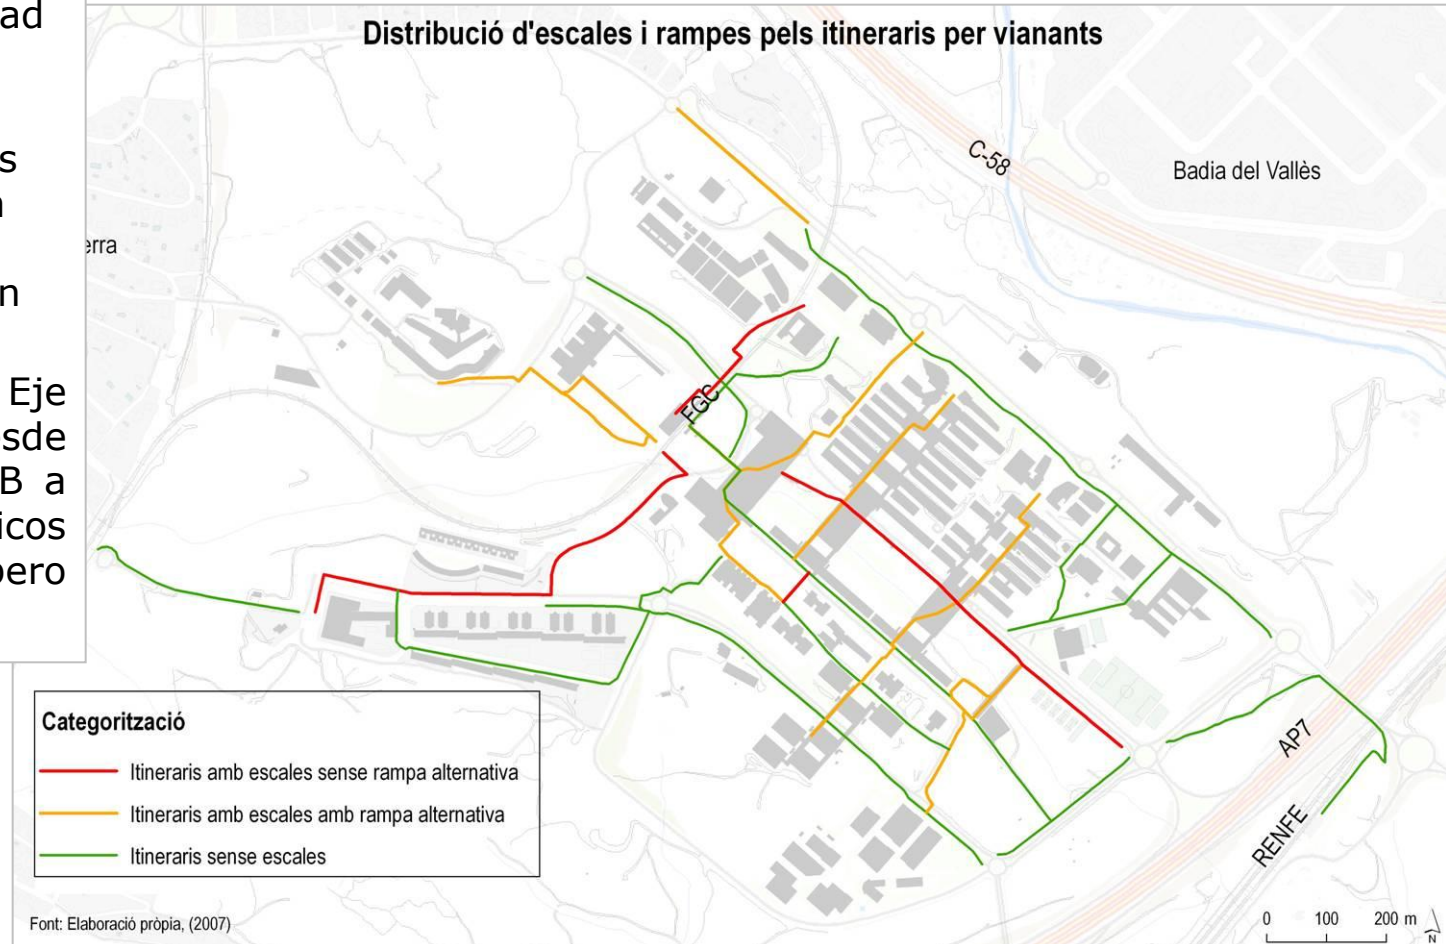 ad
s
n
Eje
sde
B a
icos
pero
Distribució d'escales i rampes pels itineraris per vianants
C-58
Badia del Vallès
erra
FGC
AP7
RENFE
Categorització
Itineraris amb escales sense rampa alternativa
Itineraris amb escales amb rampa alternativa
Itineraris sense escales
Font: Elaboració pròpia, (2007)
0 100 200 m
N